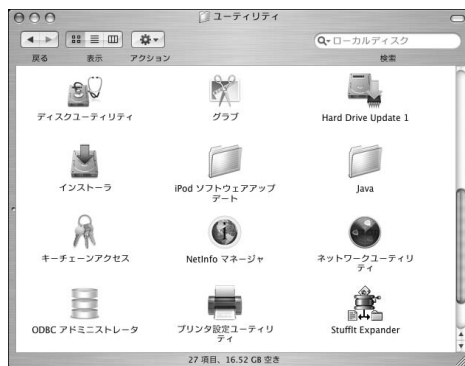 ユーティリティ
ローカルディスク
戻る 表示 アクション 検索
ディスクユーティリティ
グラブ
Hard Drive Update 1
インストーラ
iPod ソフトウェアアップ
デート
Java
キーチェーンアクセス
NetInfo マネージャ
ネットワークユーティリ
ティ
ODBC アドミニストレータ
プリンタ設定ユーティリ
ティ
StuffIt Expander
27 項目、16.52 GB 空き